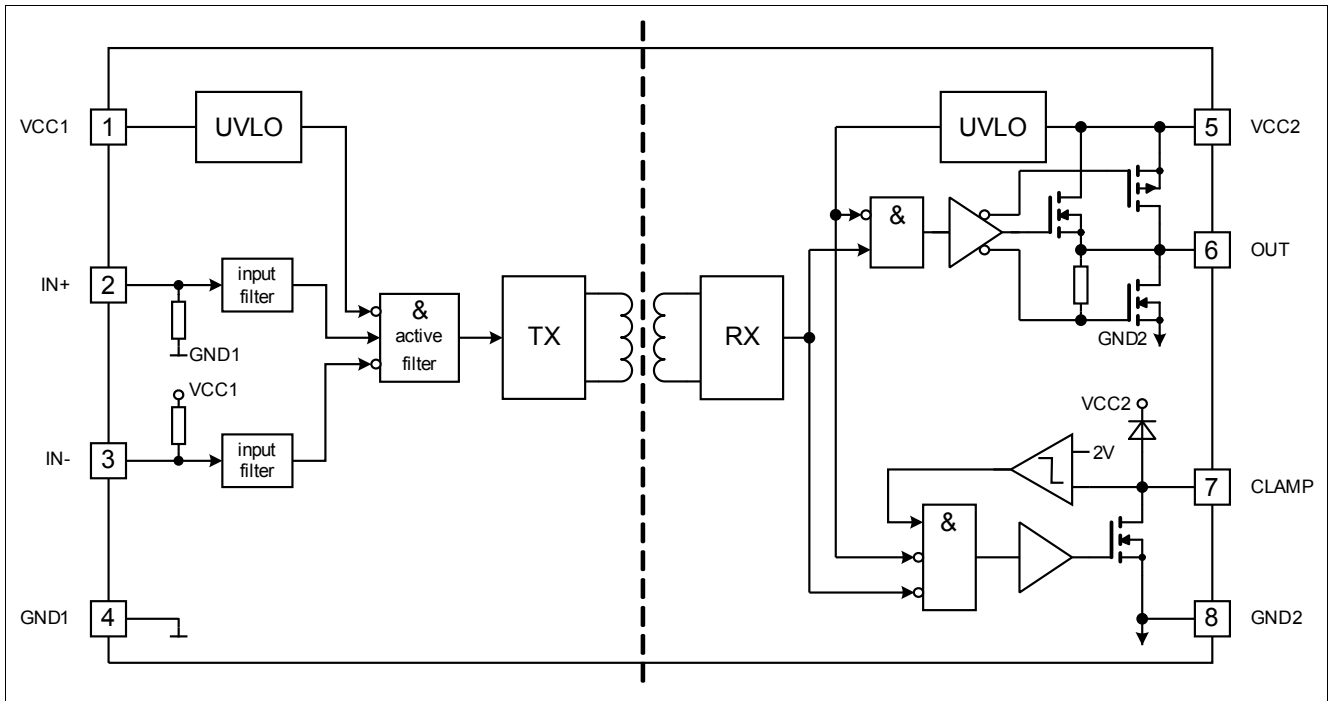 VCC1
1
UVLO
IN+
2
input
filter
GND1
VCC1
IN-
3
input
filter
GND1
4
&
active
filter
TX
RX
UVLO
5
VCC2
&
6
OUT
GND2
VCC2
2V
7
CLAMP
&
8
GND2